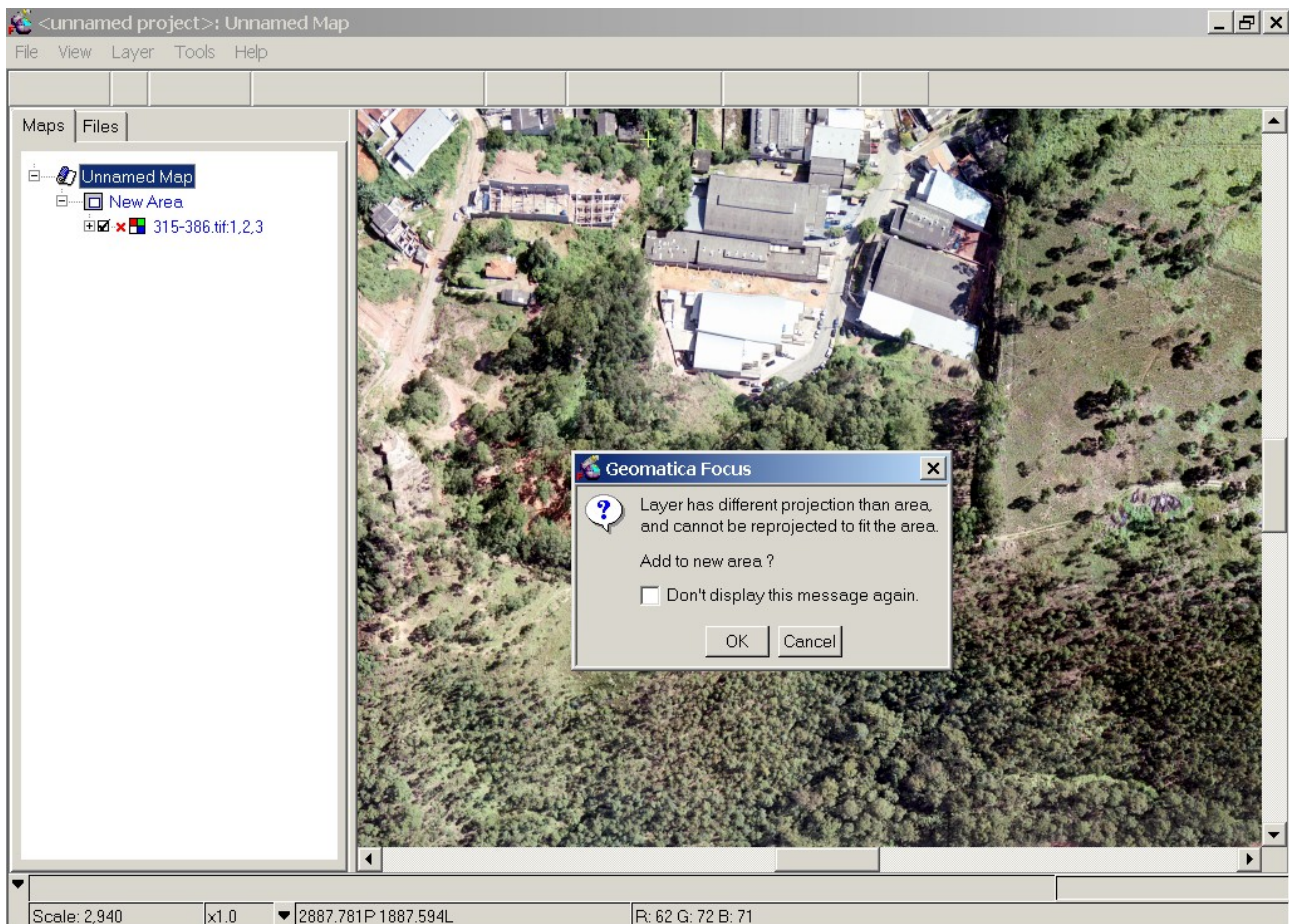 <unnamed project>: Unnamed Map
File View Layer Tools Help
Maps Files
Unnamed Map
New Area
315-386.tif:1,2,3
Geomatica Focus
Layer has different projection than area,
and cannot be reprojected to fit the area.
Add to new area ?
Don't display this message again.
OK Cancel
Scale: 2,940 x1.0 2887.781P 1887.594L R: 62 G: 72 B: 71